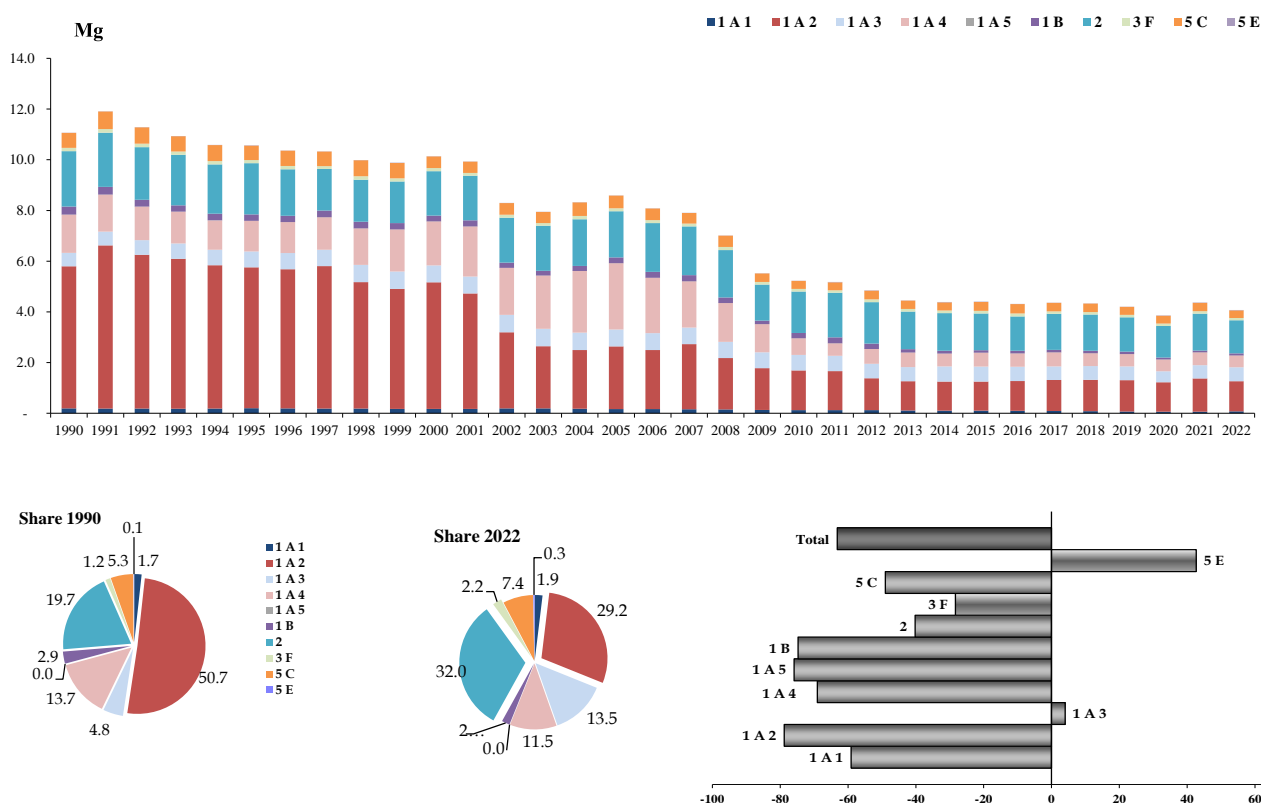 1 A 1 1 A 2 1 A 3 1 A 4 1 A 5 1 B 2 3 F 5 C 5 E
Mg
14.0
12.0
10.0
8.0
6.0
4.0
2.0
-
1990 1991 1992 1993 1994 1995 1996 1997 1998 1999 2000 2001 2002 2003 2004 2005 2006 2007 2008 2009 2010 2011 2012 2013 2014 2015 2016 2017 2018 2019 2020 2021 2022
Share 1990
0.1
1.2 5.3 1.7
19.7
2.9
0.0
13.7
4.8
50.7
1 A 1
1 A 2
1 A 3
1 A 4
1 A 5
1 B
2
3 F
5 C
5 E
Share 2022
0.3
2.2 7.4 1.9
29.2
32.0
2...
0.0
11.5
13.5
Total
5 E
5 C
3 F
2
1 B
1 A 5
1 A 4
1 A 3
1 A 2
1 A 1
-100 -80 -60 -40 -20 0 20 40 60